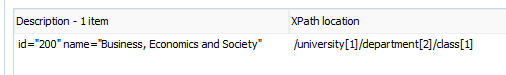 Description - 1 item XPath location
id="200" name="Business, Economics and Society" /university[1]/department[2]/class[1]